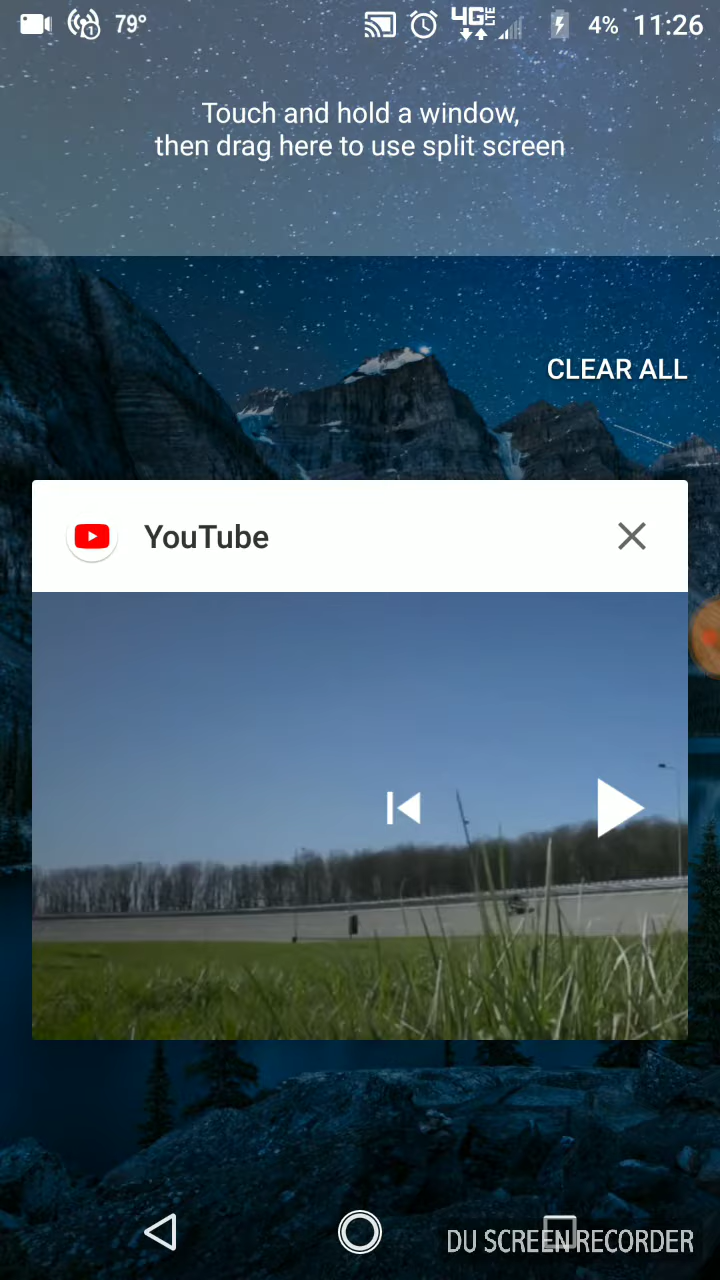 79°
4G LTE
4%
11:26
Touch and hold a window,
then drag here to use split screen
CLEAR ALL
YouTube
DU SCREEN RECORDER